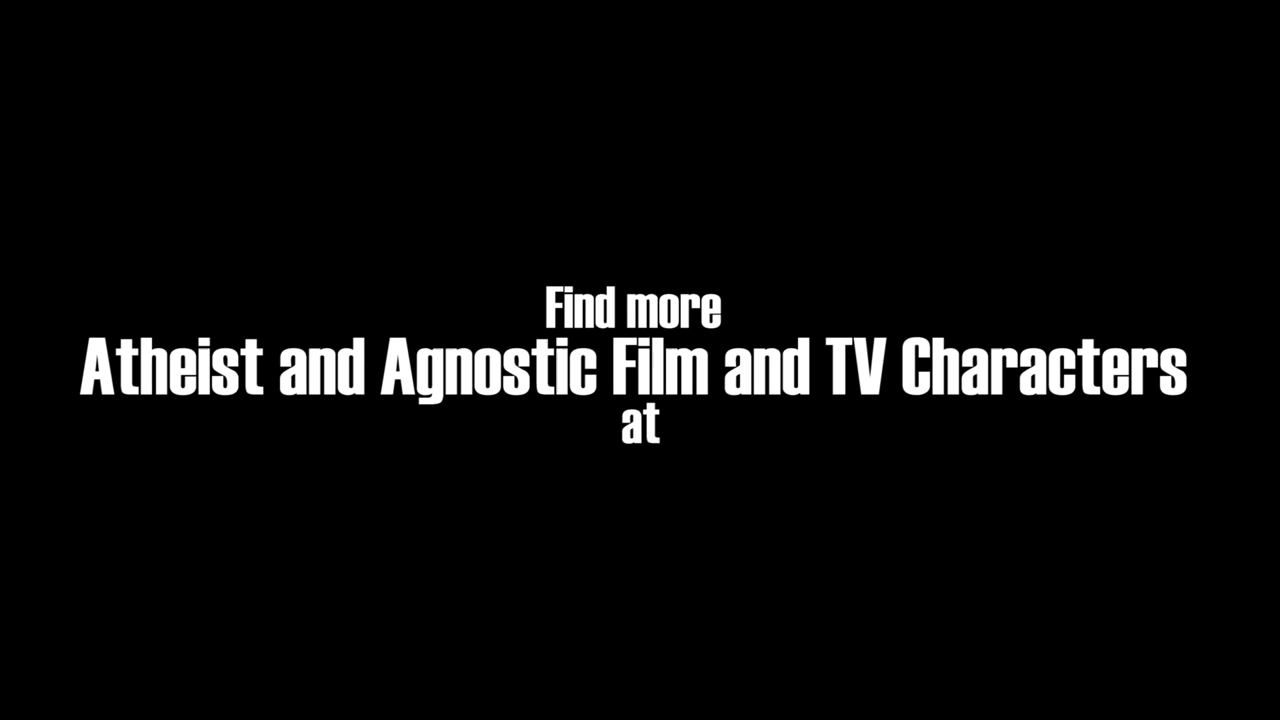 Find more
Atheist and Agnostic Film and TV Characters
at